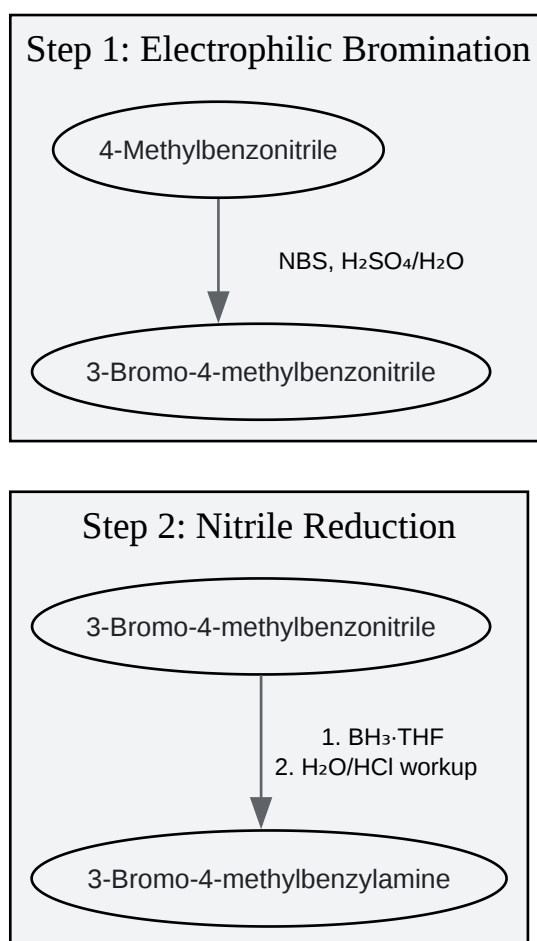 Step 1: Electrophilic Bromination
4-Methylbenzonitrile
NBS, H₂SO₄/H₂O
3-Bromo-4-methylbenzonitrile
Step 2: Nitrile Reduction
3-Bromo-4-methylbenzonitrile
1. BH₃·THF
2. H₂O/HCl workup
3-Bromo-4-methylbenzylamine